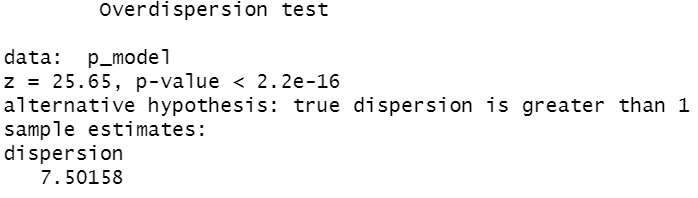 Overdispersion test
data: p_model
z = 25.65, p-value < 2.2e-16
alternative hypothesis: true dispersion is greater than 1
sample estimates:
dispersion
7.50158